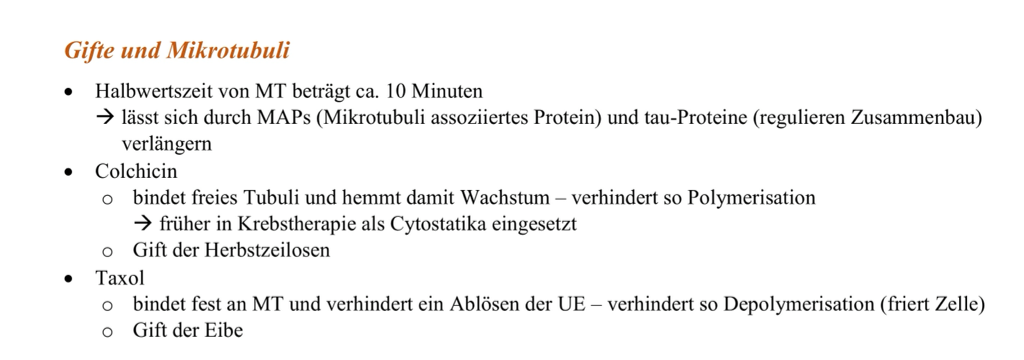 Gifte und Mikrotubuli
• Halbwertszeit von MT beträgt ca. 10 Minuten
→ lässt sich durch MAPs (Mikrotubuli assoziiertes Protein) und tau-Proteine (regulieren Zusammenbau)
verlängern
• Colchicin
o bindet freies Tubuli und hemmt damit Wachstum – verhindert so Polymerisation
→ früher in Krebstherapie als Cytostatika eingesetzt
o Gift der Herbstzeilosen
• Taxol
o bindet fest an MT und verhindert ein Ablösen der UE – verhindert so Depolymerisation (friert Zelle)
o Gift der Eibe